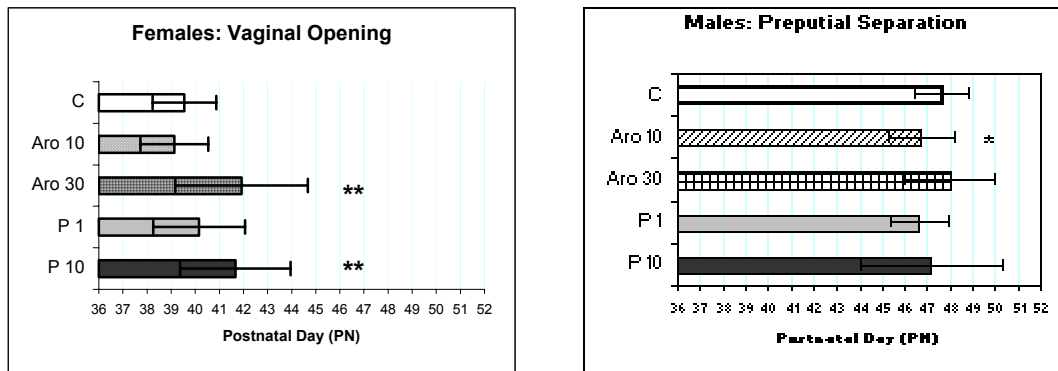 Females: Vaginal Opening
C
Aro 10
Aro 30
**
P 1
P 10
**
36 37 38 39 40 41 42 43 44 45 46 47 48 49 50 51 52
Postnatal Day (PN)
Males: Preputial Separation
C
Aro 10
*
Aro 30
P 1
P 10
36 37 38 39 40 41 42 43 44 45 46 47 48 49 50 51 52
Postnatal Day (PN)